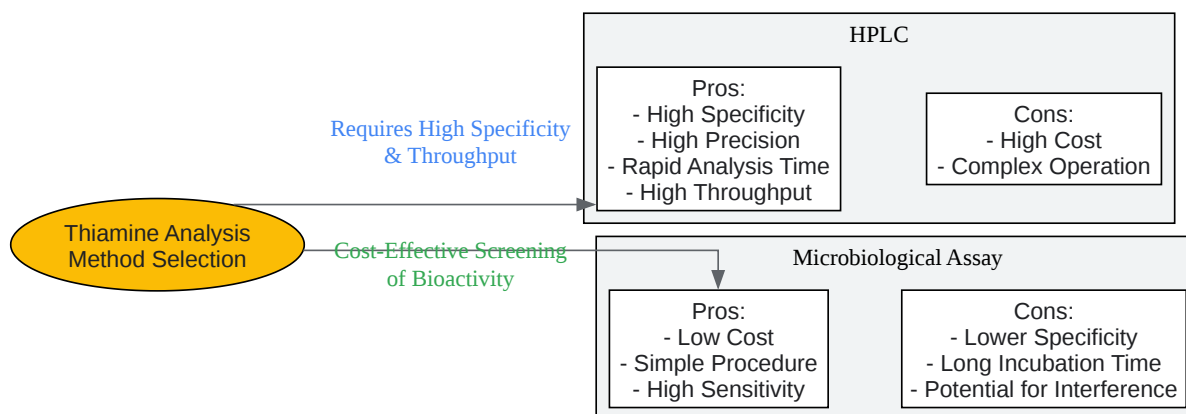 Thiamine Analysis
Method Selection
Requires High Specificity
& Throughput
Cost-Effective Screening
of Bioactivity
HPLC
Pros:
- High Specificity
- High Precision
- Rapid Analysis Time
- High Throughput
Cons:
- High Cost
- Complex Operation
Microbiological Assay
Pros:
- Low Cost
- Simple Procedure
- High Sensitivity
Cons:
- Lower Specificity
- Long Incubation Time
- Potential for Interference